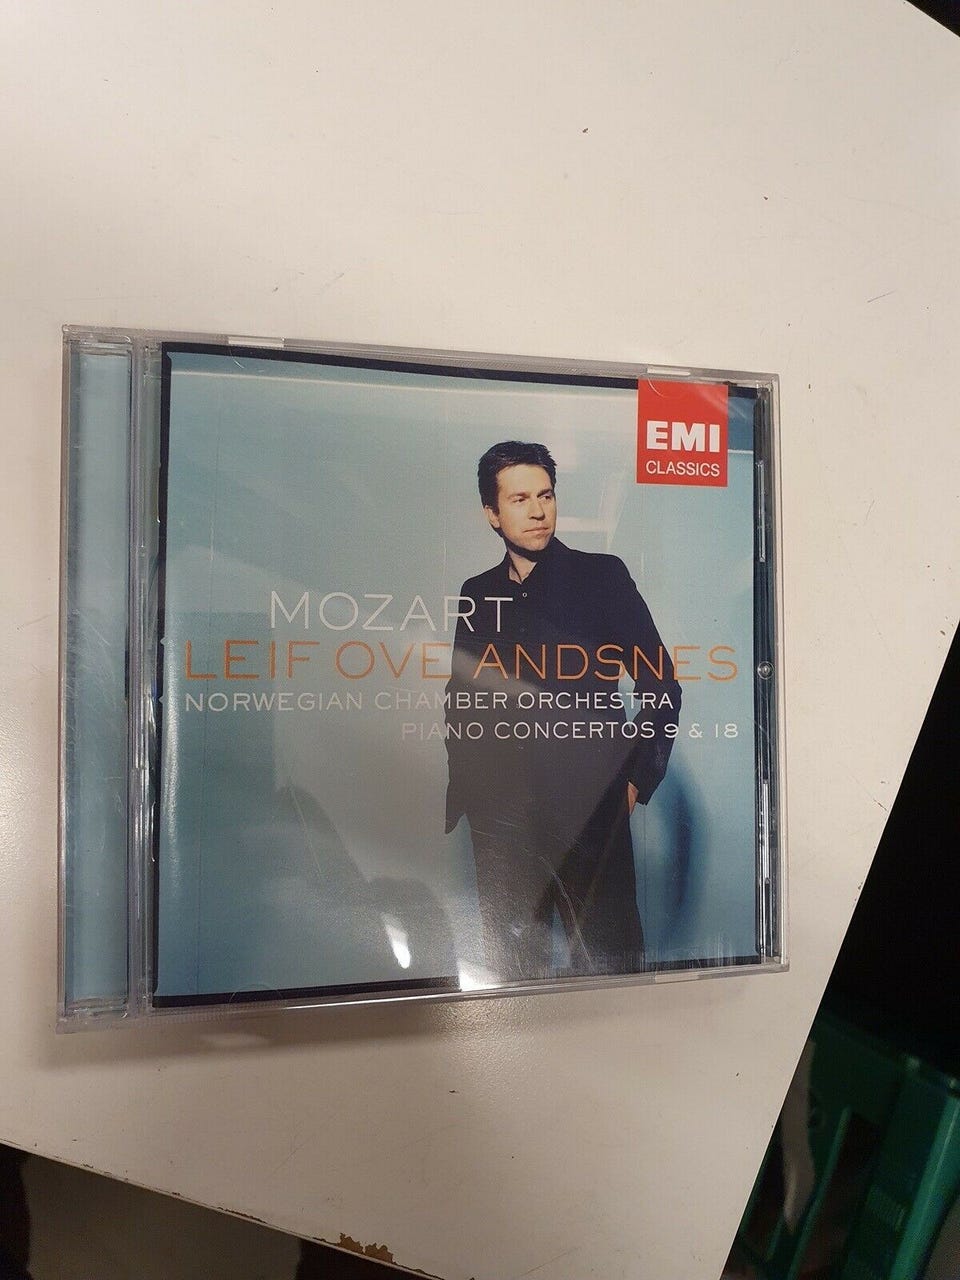 EMI
CLASSICS
MOZART
LEIF OVE ANDSNES
NORWEGIAN CHAMBER ORCHESTRA
PIANO CONCERTOS 9 & 18